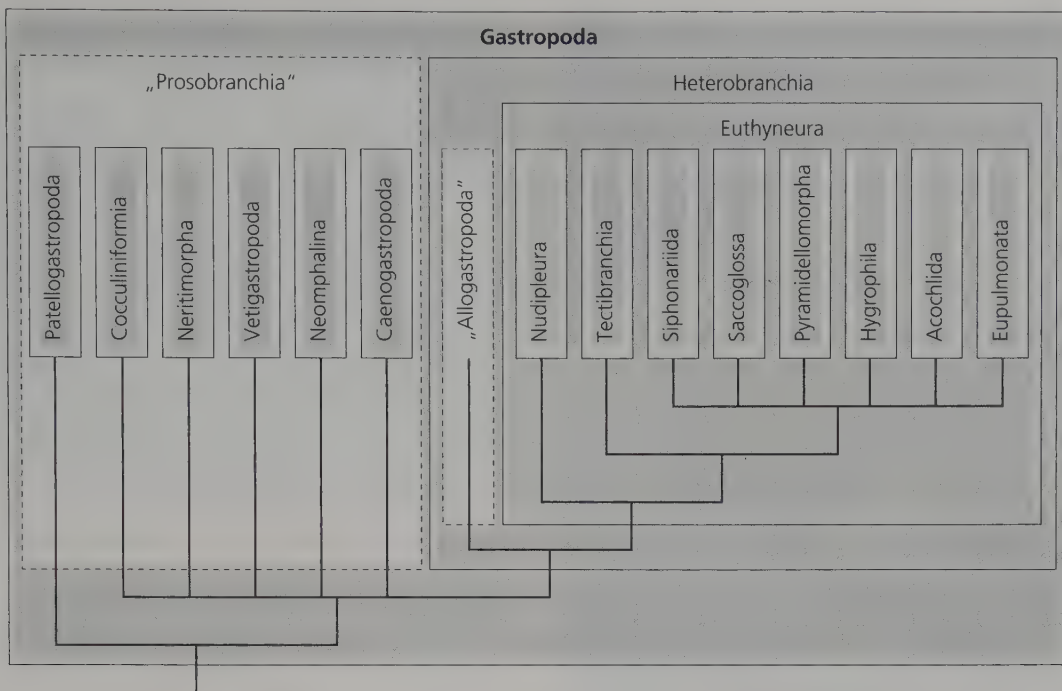 Gastropoda
„Prosobranchia“
Heterobranchia
Euthyneura
Patellogastropoda
Cocculiniformia
Neritimorpha
Vetigastropoda
Neomphalina
Caenogastropoda
„Allogastropoda”
Nudipleura
Tectibranchia
Siphonariida
Saccoglossa
Pyramidellomorpha
Hygrophila
Acochlida
Eupulmonata